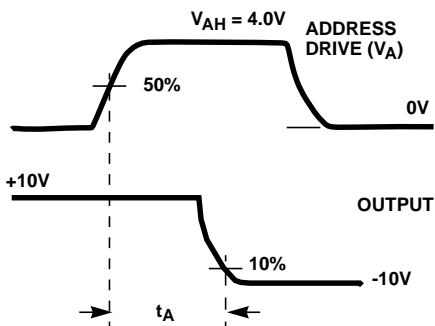 V_AH = 4.0V
ADDRESS
DRIVE (V_A)
50%
0V
+10V
OUTPUT
10%
-10V
t_A